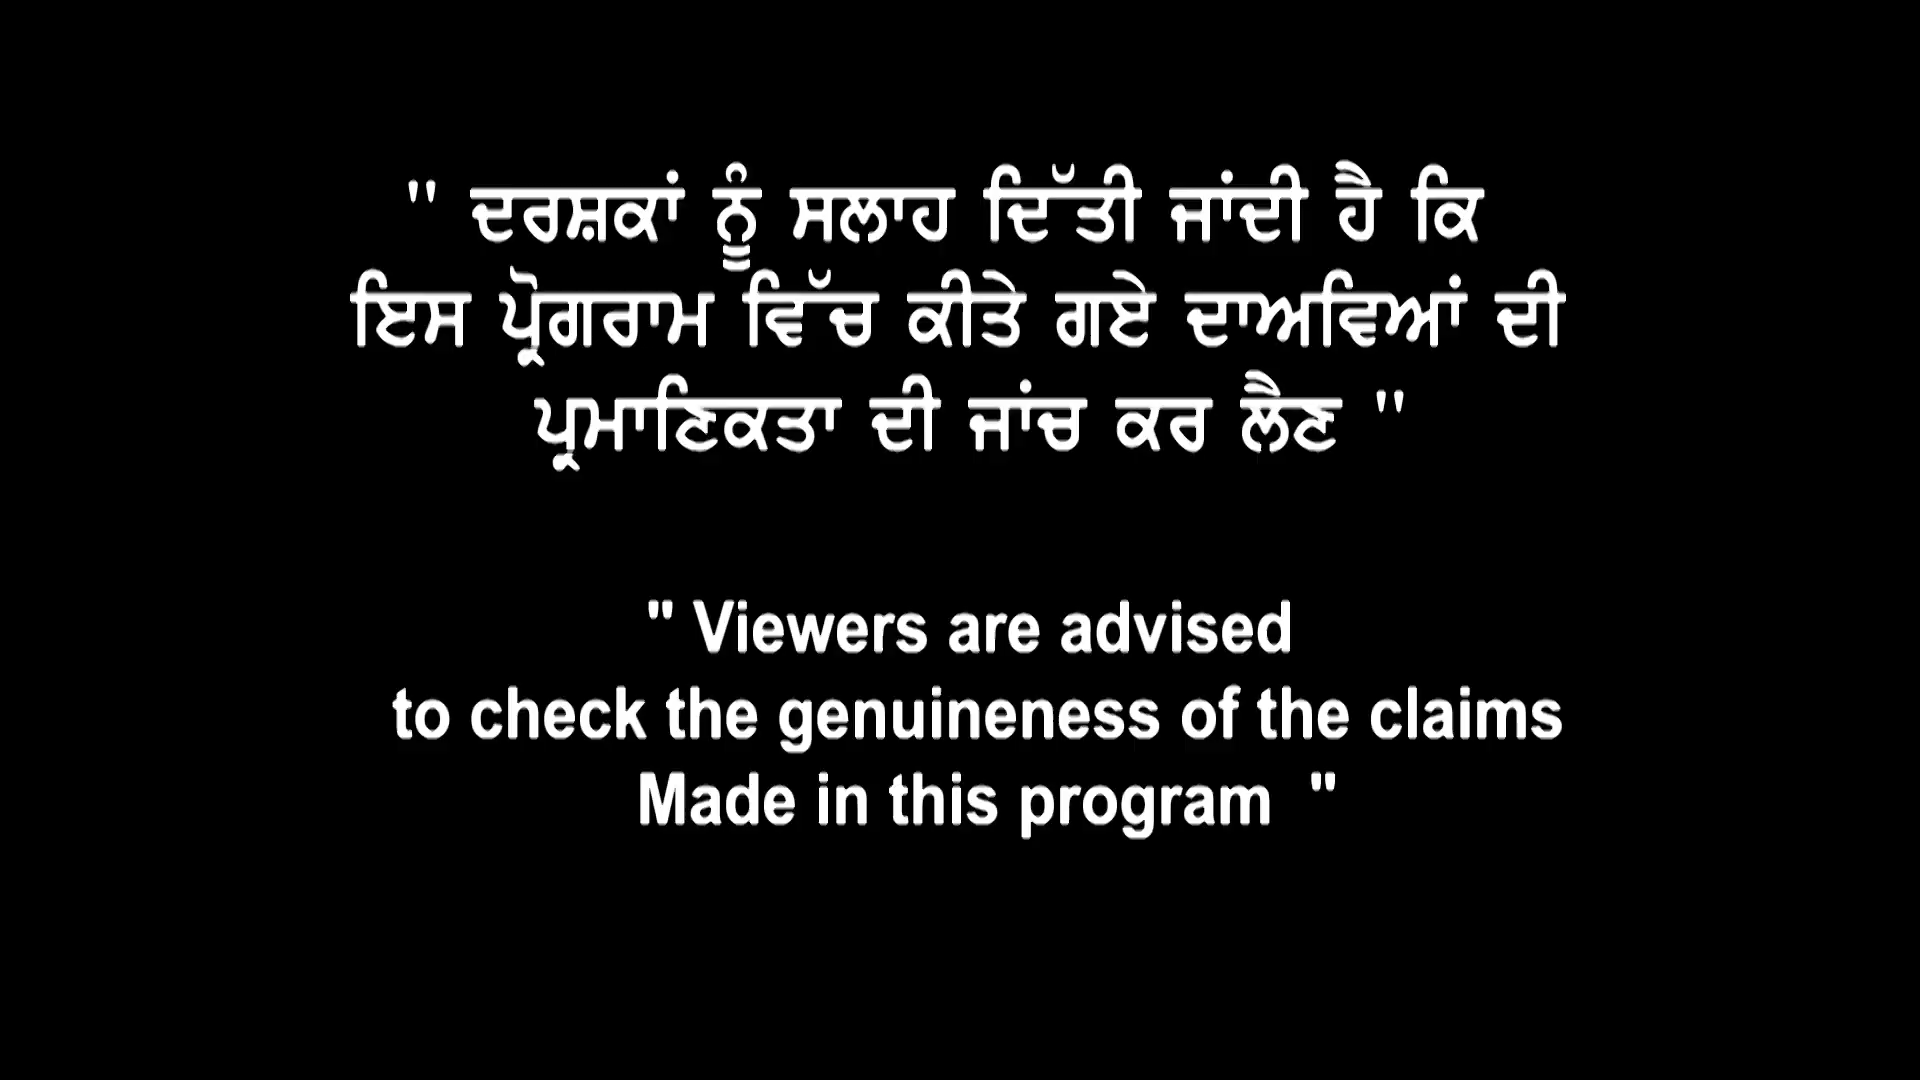 " ਦਰਸ਼ਕਾਂ ਨੂੰ ਸਲਾਹ ਦਿੱਤੀ ਜਾਂਦੀ ਹੈ ਕਿ
ਇਸ ਪ੍ਰੋਗਰਾਮ ਵਿੱਚ ਕੀਤੇ ਗਏ ਦਾਅਵਿਆਂ ਦੀ
ਪ੍ਰਮਾਣਿਕਤਾ ਦੀ ਜਾਂਚ ਕਰ ਲੈਣ "
" Viewers are advised
to check the genuineness of the claims
Made in this program "